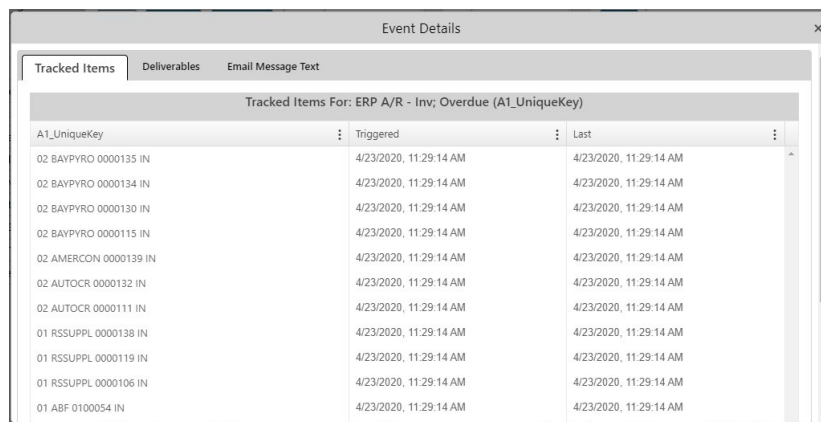 Event Details
Tracked Items Deliverables Email Message Text
Tracked Items For: ERP A/R - Inv; Overdue (A1_UniqueKey)
A1_UniqueKey Triggered Last
02 BAYPYRO 0000135 IN 4/23/2020, 11:29:14 AM 4/23/2020, 11:29:14 AM
02 BAYPYRO 0000134 IN 4/23/2020, 11:29:14 AM 4/23/2020, 11:29:14 AM
02 BAYPYRO 0000130 IN 4/23/2020, 11:29:14 AM 4/23/2020, 11:29:14 AM
02 BAYPYRO 0000115 IN 4/23/2020, 11:29:14 AM 4/23/2020, 11:29:14 AM
02 AMERCON 0000139 IN 4/23/2020, 11:29:14 AM 4/23/2020, 11:29:14 AM
02 AUTOCR 0000132 IN 4/23/2020, 11:29:14 AM 4/23/2020, 11:29:14 AM
02 AUTOCR 0000111 IN 4/23/2020, 11:29:14 AM 4/23/2020, 11:29:14 AM
01 RSSUPPL 0000138 IN 4/23/2020, 11:29:14 AM 4/23/2020, 11:29:14 AM
01 RSSUPPL 0000119 IN 4/23/2020, 11:29:14 AM 4/23/2020, 11:29:14 AM
01 RSSUPPL 0000106 IN 4/23/2020, 11:29:14 AM 4/23/2020, 11:29:14 AM
01 ABF 0100054 IN 4/23/2020, 11:29:14 AM 4/23/2020, 11:29:14 AM